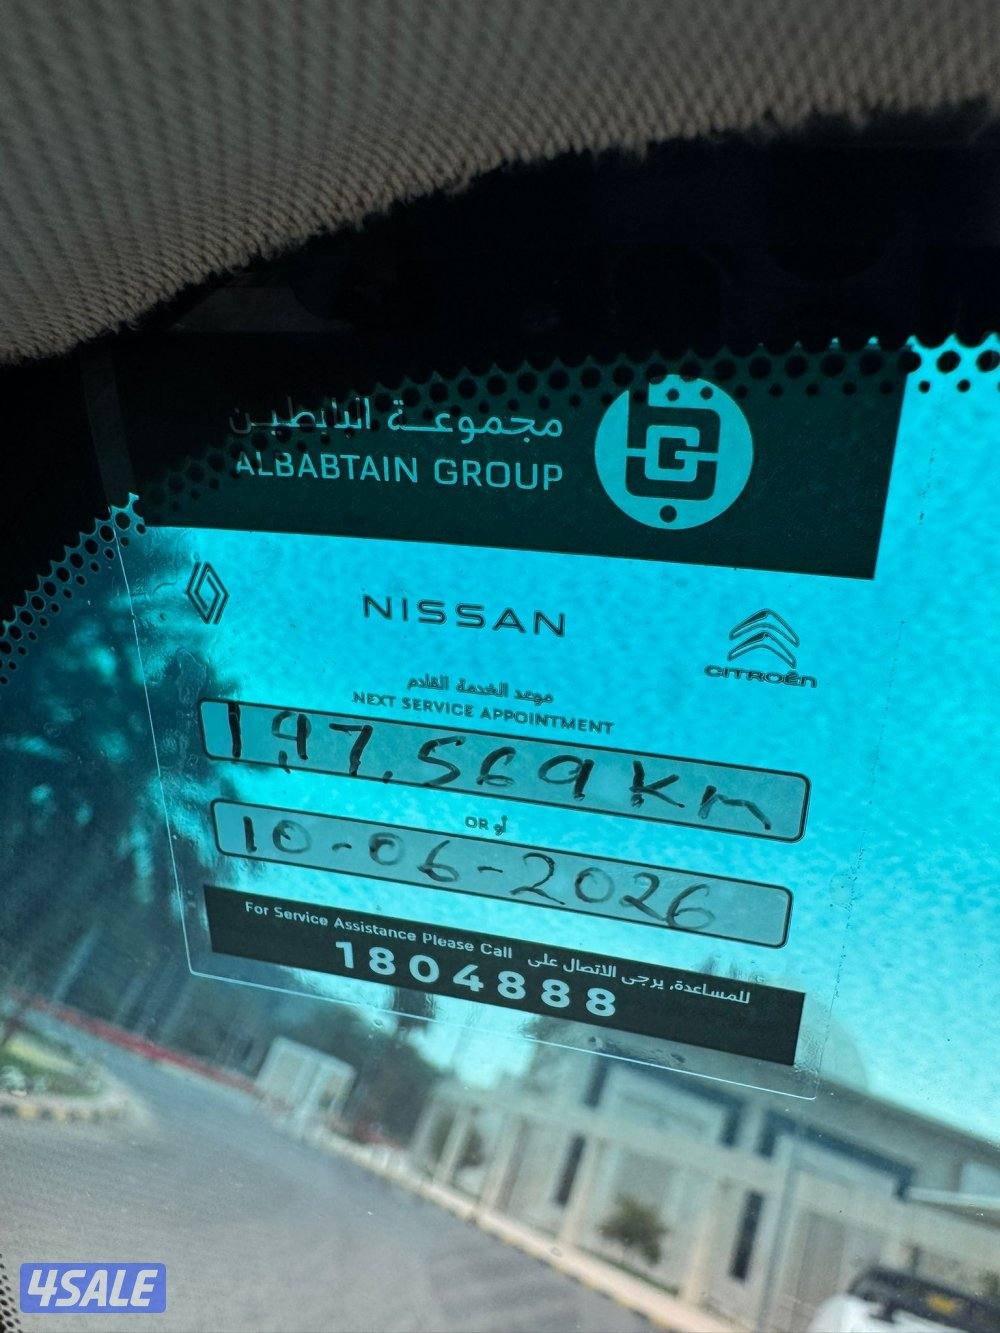 مجموعة البابطين
ALBABTAIN GROUP
NISSAN
CITROËN
موعد الخدمة القادم
NEXT SERVICE APPOINTMENT
197.569 Km
OR أو
10-06-2026
For Service Assistance Please Call للمساعدة، يرجى الاتصال على
1804888
4SALE